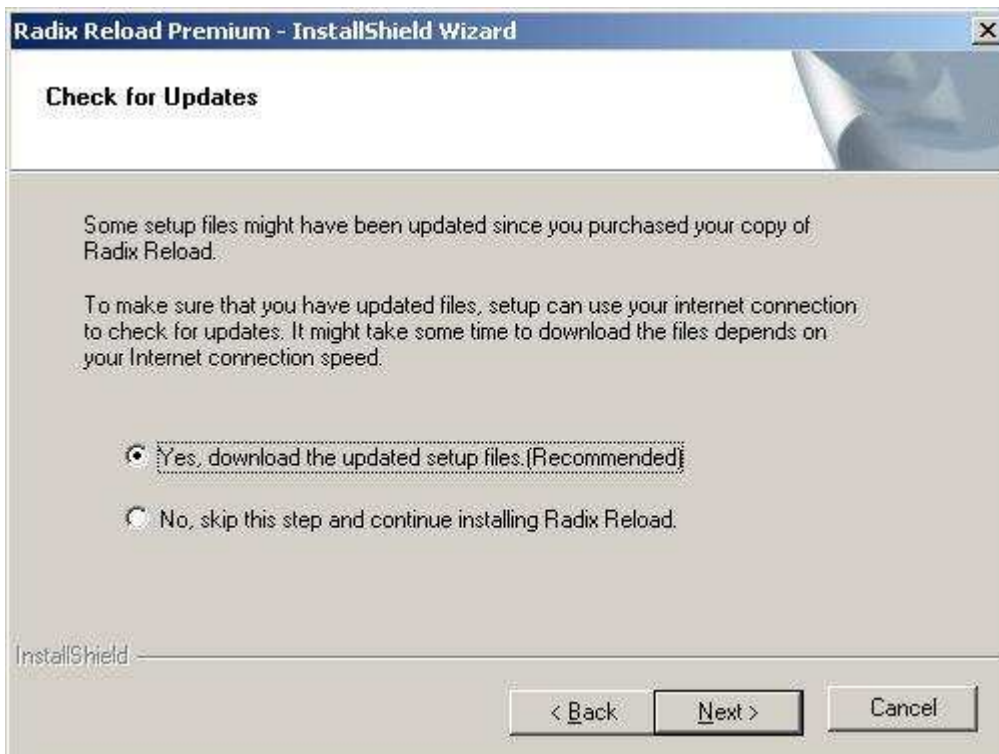 Radix Reload Premium - InstallShield Wizard
Check for Updates
Some setup files might have been updated since you purchased your copy of
Radix Reload.
To make sure that you have updated files, setup can use your internet connection
to check for updates. It might take some time to download the files depends on
your Internet connection speed.
Yes, download the updated setup files.(Recommended)
No, skip this step and continue installing Radix Reload.
InstallShield
< Back
Next >
Cancel